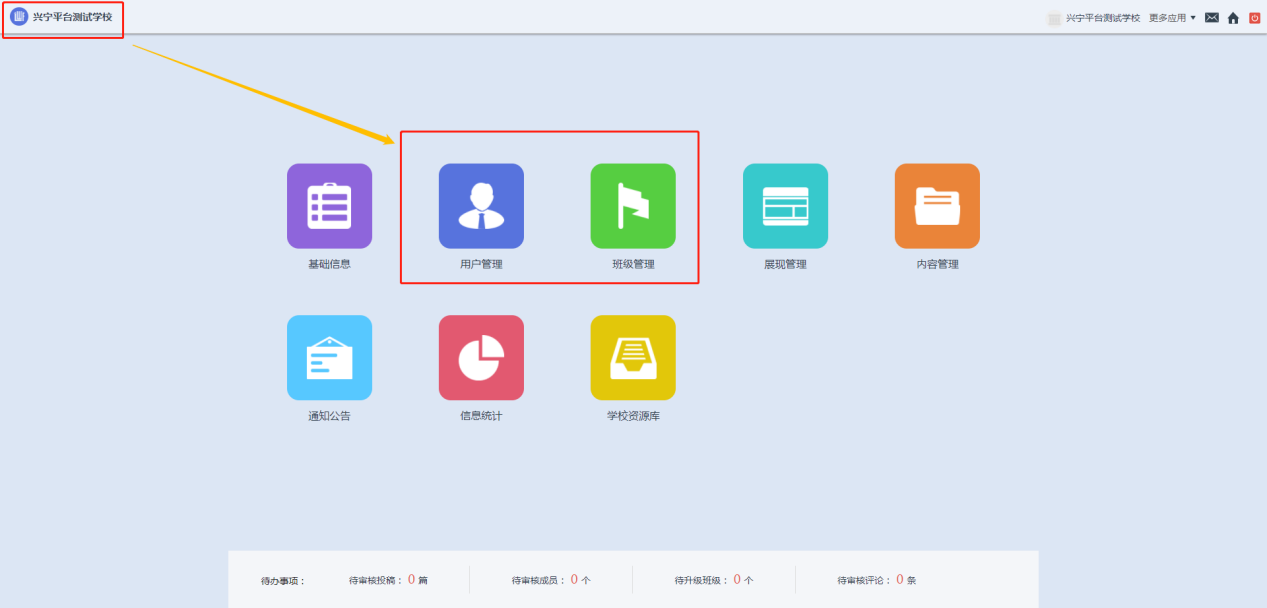 兴宁平台测试学校
兴宁平台测试学校 更多应用
基础信息 用户管理 班级管理 展现管理 内容管理
通知公告 信息统计 学校资源库
待办事项： 待审核投稿： 0 篇 待审核成员： 0 个 待升级班级： 0 个 待审核评论： 0 条